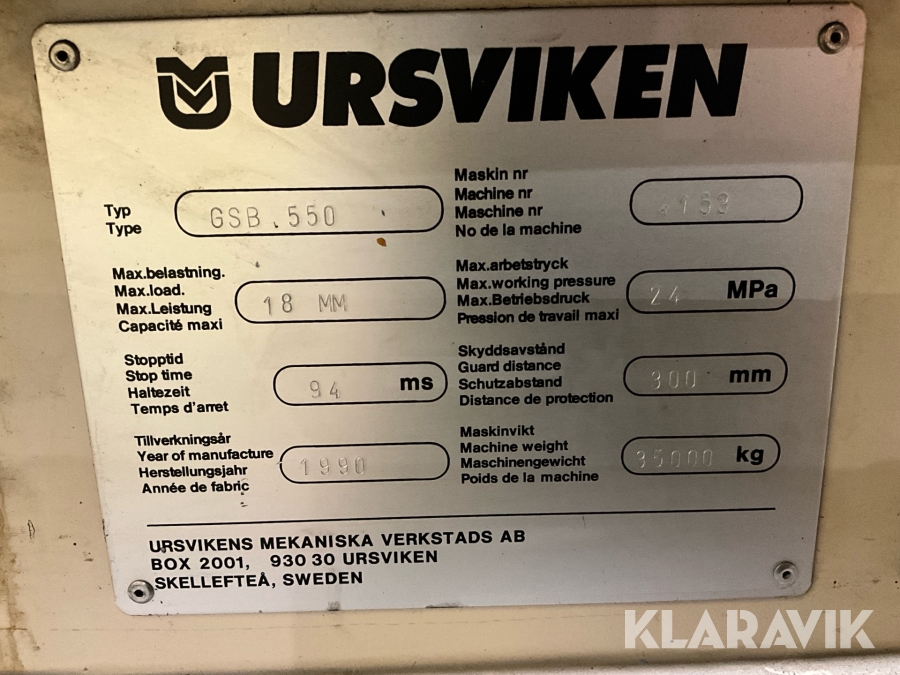 URSVIKEN
Typ
Type
GSB.550
Maskin nr
Machine nr
Maschine nr
No de la machine
153
Max.belastning.
Max.load.
Max.Leistung
Capacité maxi
18 MM
Max.arbetstryck
Max.working pressure
Max.Betriebsdruck
Pression de travail maxi
24 MPa
Stopptid
Stop time
Haltezeit
Temps d'arret
94 ms
Skyddsavstånd
Guard distance
Schutzabstand
Distance de protection
300 mm
Tillverkningsår
Year of manufacture
Herstellungsjahr
Année de fabric
1990
Maskinvikt
Machine weight
Maschinengewicht
Poids de la machine
35000 kg
URSVIKENS MEKANISKA VERKSTADS AB
BOX 2001, 930 30 URSVIKEN
SKELLEFTEÅ, SWEDEN
KLARAVIK